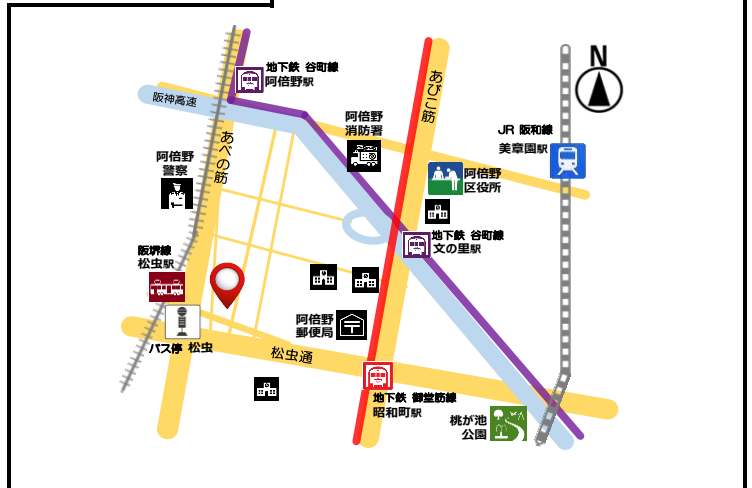 地下鉄 谷町線
阿倍野駅
N
阪神高速
あべの筋
あびこ筋
阿倍野
消防署
JR 阪和線
美章園駅
阿倍野
警察
阿倍野
区役所
地下鉄 谷町線
文の里駅
阪堺線
松虫駅
阿倍野
郵便局
バス停 松虫
松虫通
地下鉄 御堂筋線
昭和町駅
桃が池
公園